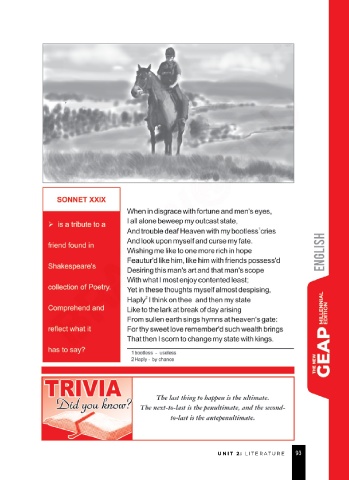 SONNET XXIX
➢ is a tribute to a
friend found in
Shakespeare's
collection of Poetry.
Comprehend and
reflect what it
has to say?
When in disgrace with fortune and men's eyes,
I all alone beweep my outcast state,
And trouble deaf Heaven with my bootless¹ cries
And look upon myself and curse my fate.
Wishing me like to one more rich in hope
Feautur'd like him, like him with friends possess'd
Desiring this man's art and that man's scope
With what I most enjoy contented least;
Yet in these thoughts myself almost despising,
Haply² I think on thee and then my state
Like to the lark at break of day arising
From sullen earth sings hymns at heaven's gate:
For thy sweet love remember'd such wealth brings
That then I scorn to change my state with kings.
1 bootless - useless
2 Haply - by chance
TRIVIA
Did you know?
The last thing to happen is the ultimate.
The next-to-last is the penultimate, and the second-
to-last is the antepenultimate.
ENGLISH
THE NEW
GEAP
MILLENNIAL
EDITION
UNIT 2: LITERATURE
93